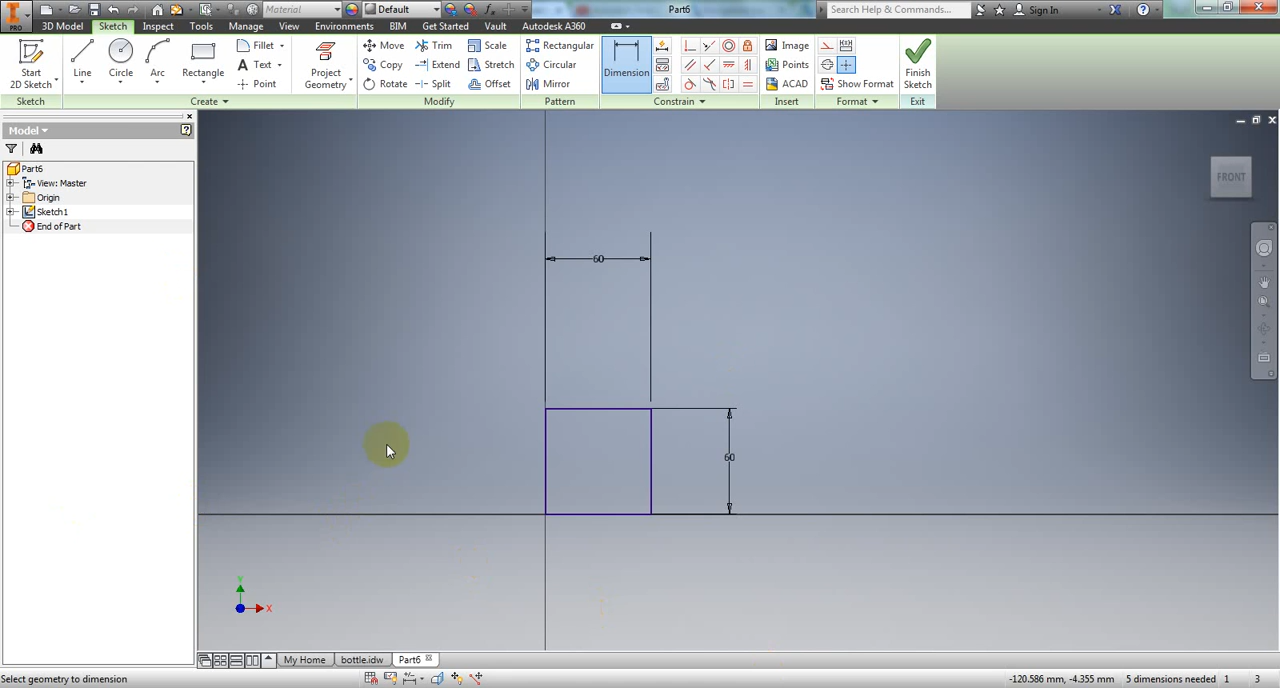 Material
Default
Part6
Search Help & Commands...
Sign In
PRO
3D Model
Sketch
Inspect
Tools
Manage
View
Environments
BIM
Get Started
Vault
Autodesk A360
Start
2D Sketch
Line
Circle
Arc
Rectangle
Fillet
Text
Point
Project
Geometry
Move
Trim
Scale
Copy
Extend
Stretch
Rotate
Split
Offset
Rectangular
Circular
Mirror
Dimension
Image
Points
ACAD
Show Format
Finish
Sketch
Sketch
Create
Modify
Pattern
Constrain
Insert
Format
Exit
Model
Part6
View: Master
Origin
Sketch1
End of Part
FRONT
60
60
Y
X
My Home
bottle.idw
Part6
Select geometry to dimension
-120.586 mm, -4.355 mm
5 dimensions needed
1
3